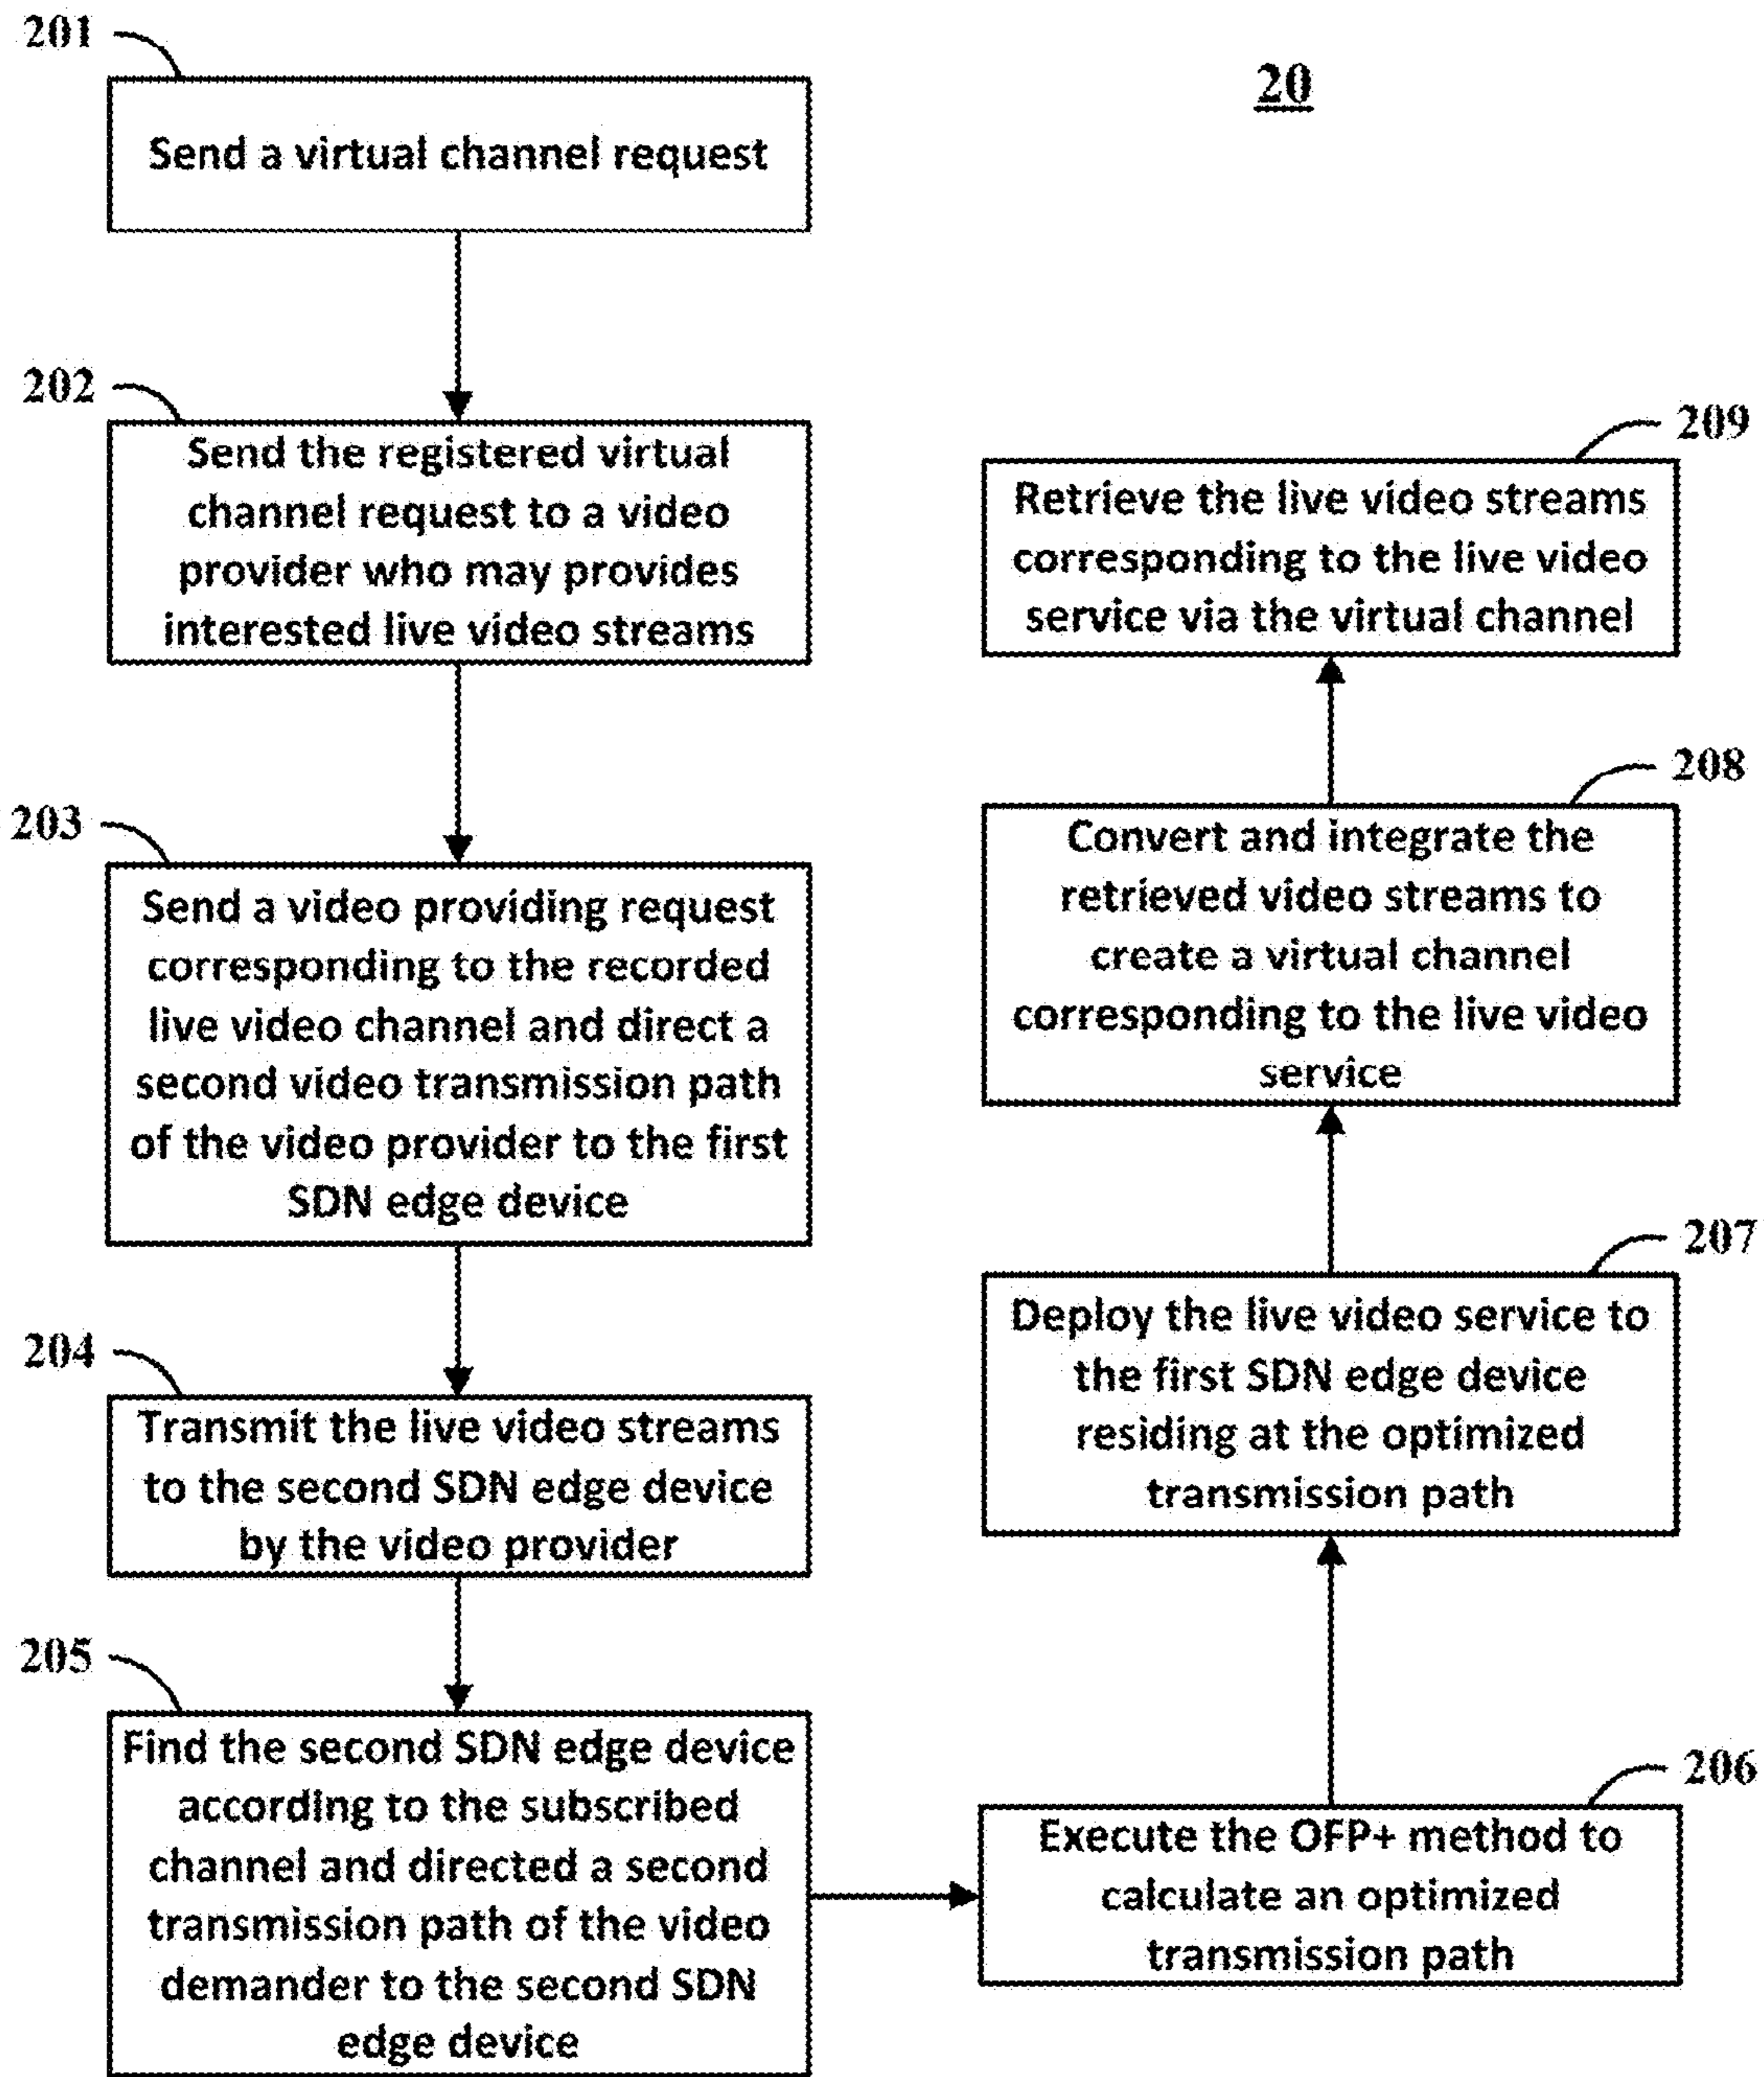 20
201
Send a virtual channel request
202
Send the registered virtual
channel request to a video
provider who may provides
interested live video streams
203
Send a video providing request
corresponding to the recorded
live video channel and direct a
second video transmission path
of the video provider to the first
SDN edge device
204
Transmit the live video streams
to the second SDN edge device
by the video provider
205
Find the second SDN edge device
according to the subscribed
channel and directed a second
transmission path of the video
demander to the second SDN
edge device
206
Execute the OFP+ method to
calculate an optimized
transmission path
207
Deploy the live video service to
the first SDN edge device
residing at the optimized
transmission path
208
Convert and integrate the
retrieved video streams to
create a virtual channel
corresponding to the live video
service
209
Retrieve the live video streams
corresponding to the live video
service via the virtual channel